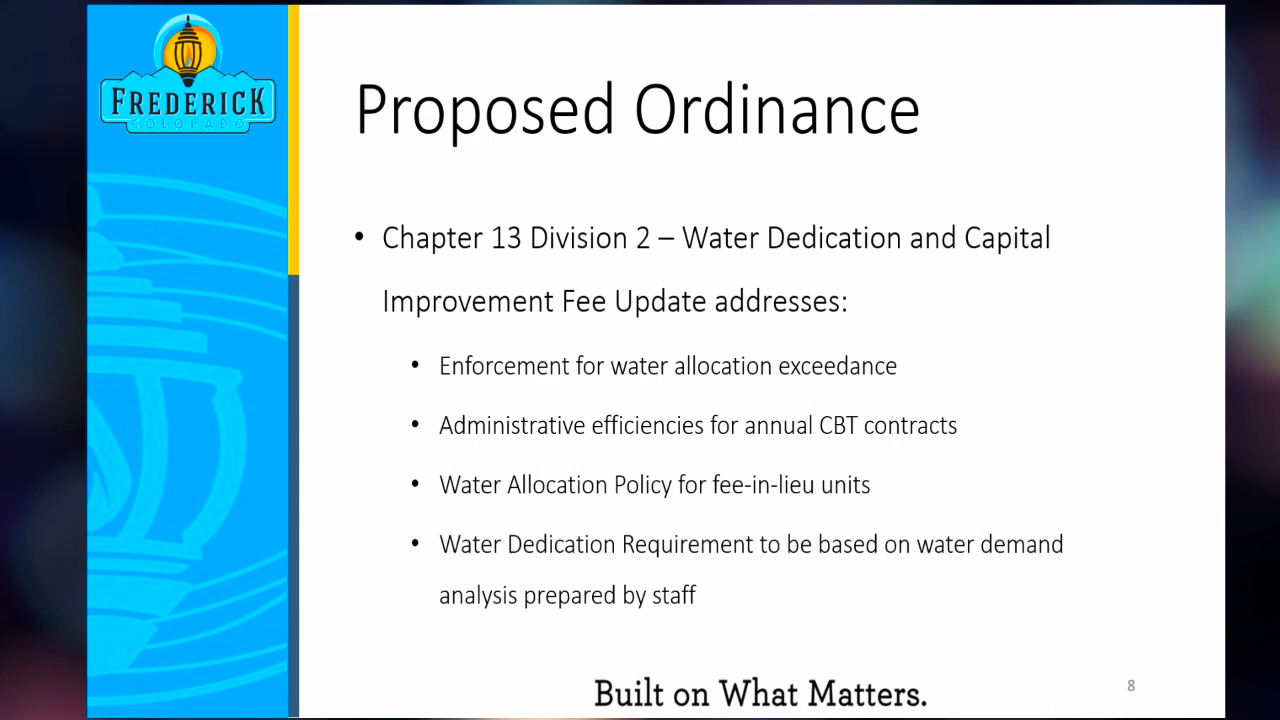 FREDERICK
COLORADO
Proposed Ordinance
• Chapter 13 Division 2 – Water Dedication and Capital
Improvement Fee Update addresses:
• Enforcement for water allocation exceedance
• Administrative efficiencies for annual CBT contracts
• Water Allocation Policy for fee-in-lieu units
• Water Dedication Requirement to be based on water demand
analysis prepared by staff
Built on What Matters.
8